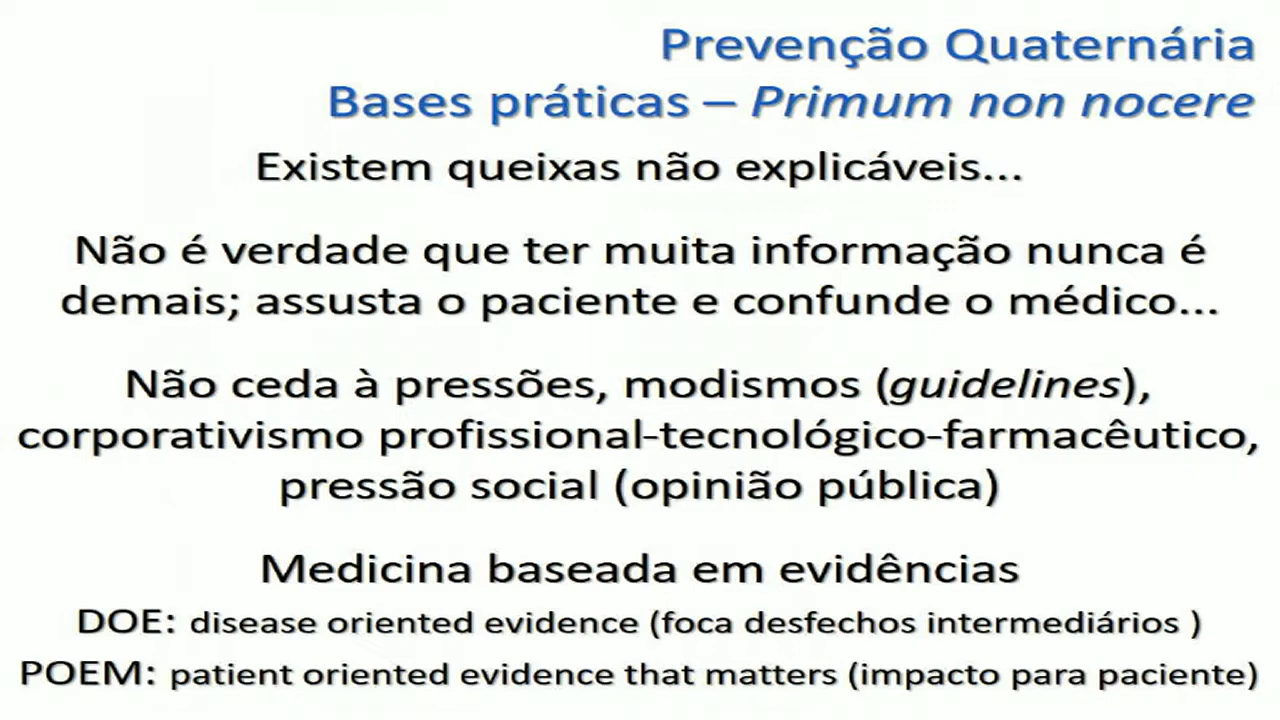 Prevenção Quaternária
Bases práticas – Primum non nocere
Existem queixas não explicáveis...
Não é verdade que ter muita informação nunca é
demais; assusta o paciente e confunde o médico...
Não ceda à pressões, modismos (guidelines),
corporativismo profissional-tecnológico-farmacêutico,
pressão social (opinião pública)
Medicina baseada em evidências
DOE: disease oriented evidence (foca desfechos intermediários )
POEM: patient oriented evidence that matters (impacto para paciente)